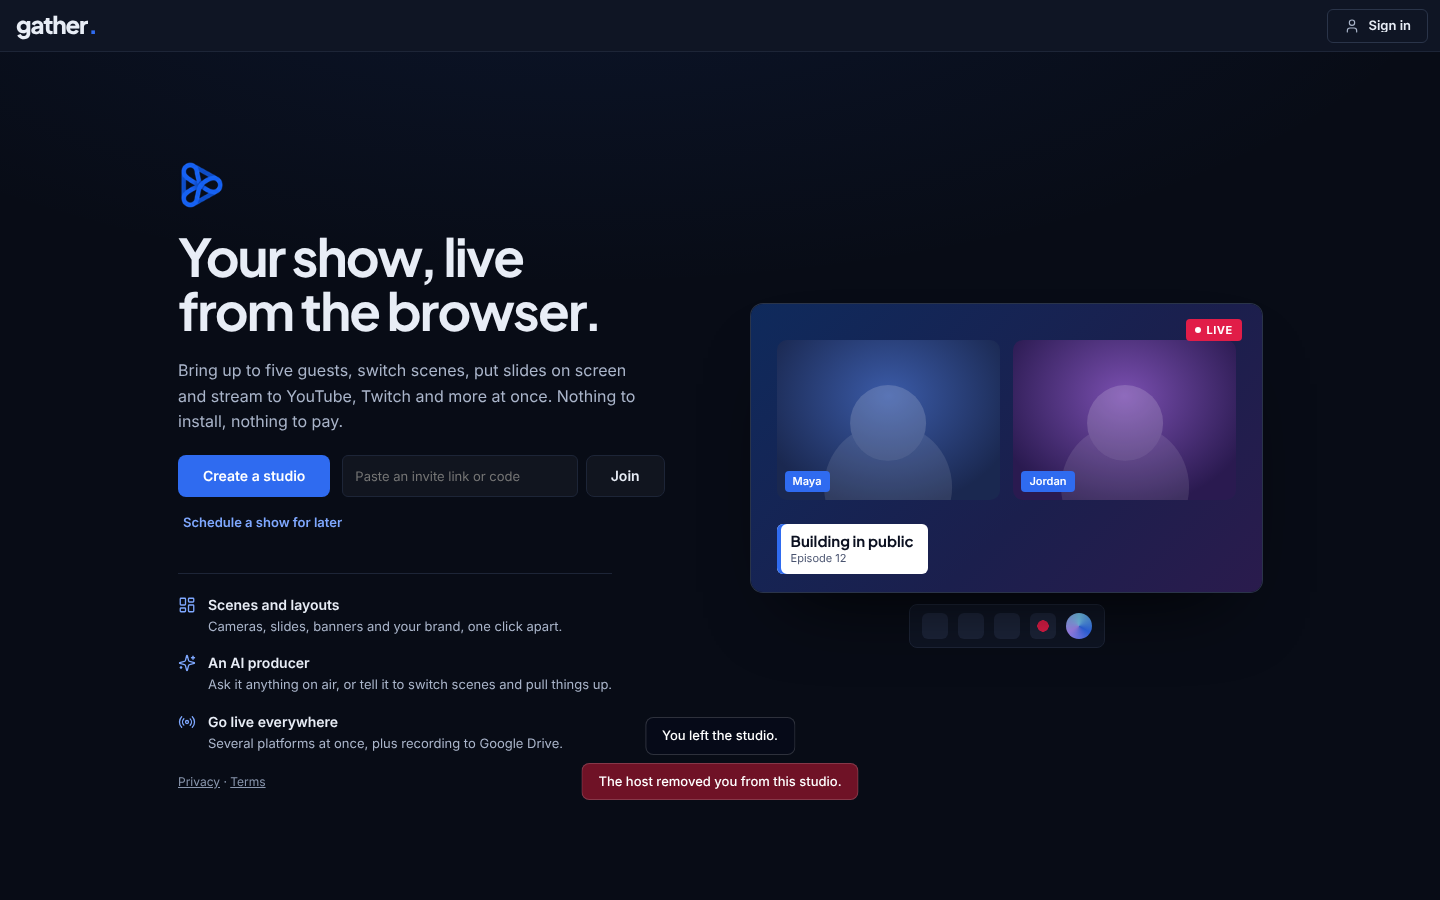 gather.
Sign in
Your show, live
from the browser.
Bring up to five guests, switch scenes, put slides on screen
and stream to YouTube, Twitch and more at once. Nothing to
install, nothing to pay.
Create a studio
Paste an invite link or code
Join
Schedule a show for later
Scenes and layouts
Cameras, slides, banners and your brand, one click apart.
An AI producer
Ask it anything on air, or tell it to switch scenes and pull things up.
Go live everywhere
Several platforms at once, plus recording to Google Drive.
Privacy · Terms
LIVE
Maya
Jordan
Building in public
Episode 12
You left the studio.
The host removed you from this studio.